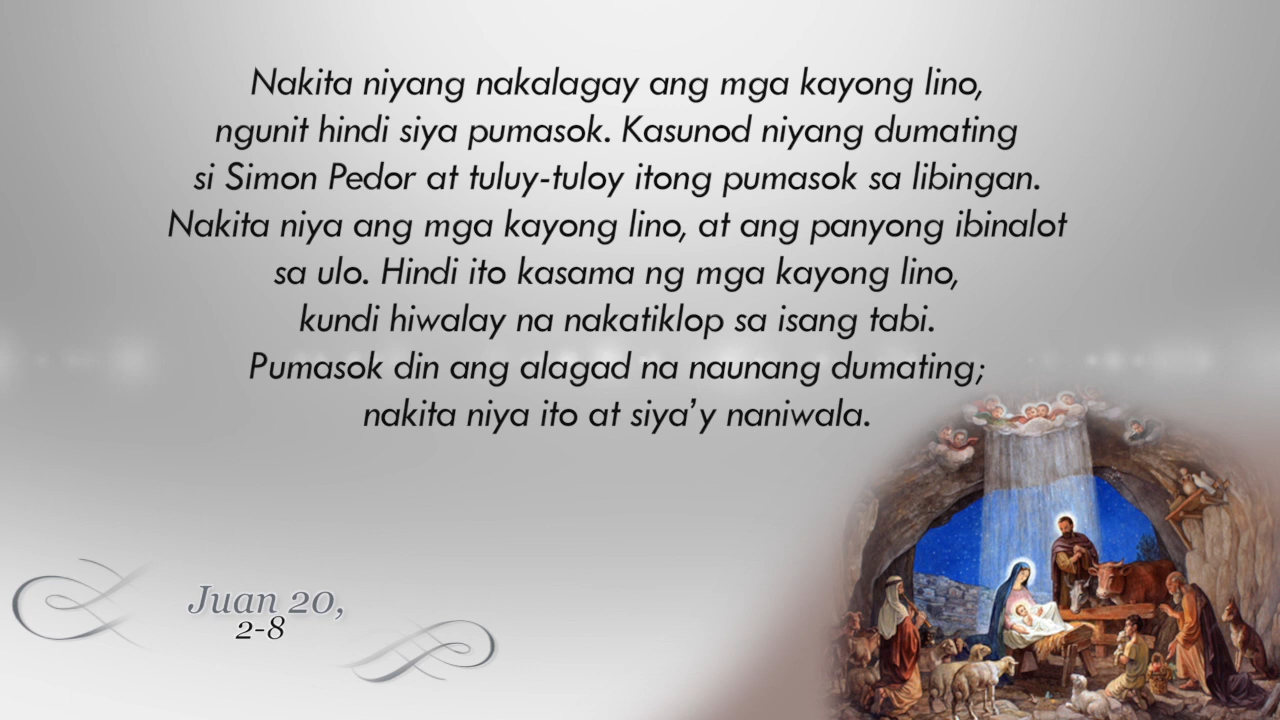 Nakita niyang nakalagay ang mga kayong lino,
ngunit hindi siya pumasok. Kasunod niyang dumating
si Simon Pedor at tuluy-tuloy itong pumasok sa libingan.
Nakita niya ang mga kayong lino, at ang panyong ibinalot
sa ulo. Hindi ito kasama ng mga kayong lino,
kundi hiwalay na nakatiklop sa isang tabi.
Pumasok din ang alagad na naunang dumating;
nakita niya ito at siya’y naniwala.
Juan 20,
2-8